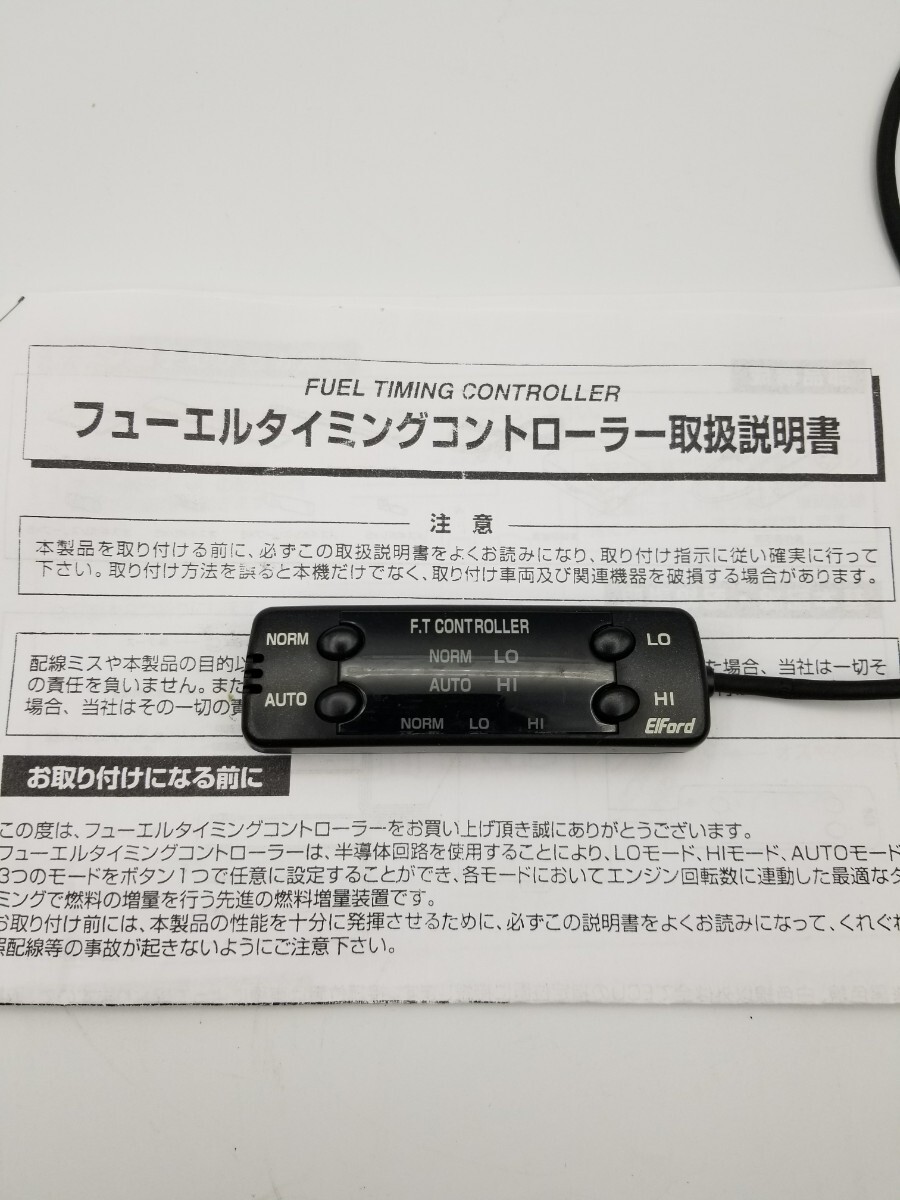 FUEL TIMING CONTROLLER
フューエルタイミングコントローラー取扱説明書
注 意
本製品を取り付ける前に、必ずこの取扱説明書をよくお読みになり、取り付け指示に従い確実に行って
下さい。取り付け方法を誤ると本機だけでなく、取り付け車両及び関連機器を破損する場合があります。
配線ミスや本製品の目的以
た場合、当社は一切そ
の責任を負いません。また
場合、当社はその一切の責
F.T CONTROLLER
NORM
LO
NORM LO
AUTO HI
AUTO
HI
NORM LO HI
ElFord
お取り付けになる前に
この度は、フューエルタイミングコントローラーをお買い上げ頂き誠にありがとうございます。
フューエルタイミングコントローラーは、半導体回路を使用することにより、LOモード、HIモード、AUTOモード
3つのモードをボタン1つで任意に設定することができ、各モードにおいてエンジン回転数に連動した最適なタ
ミングで燃料の増量を行う先進の燃料増量装置です。
お取り付け前には、本製品の性能を十分に発揮させるために、必ずこの説明書をよくお読みになって、くれぐれ
配線等の事故が起きないようにご注意下さい。